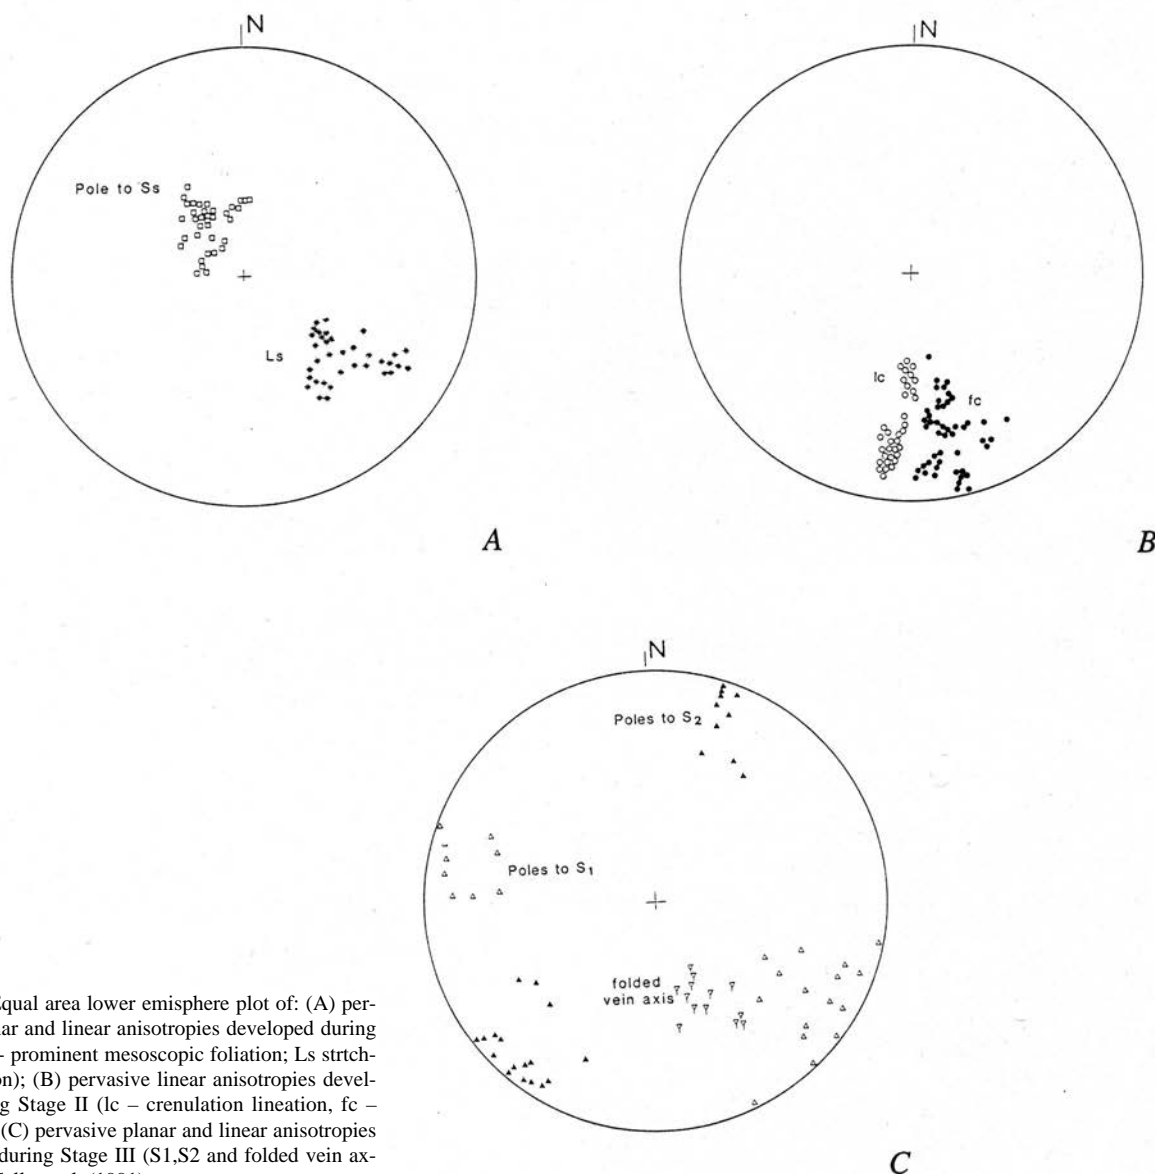 N
Pole to Ss
Ls
A
N
lc
fc
B
N
Poles to S2
Poles to S1
folded
vein axis
C
qual area lower emisphere plot of: (A) per-
ar and linear anisotropies developed during
- prominent mesoscopic foliation; Ls strtch-
on); (B) pervasive linear anisotropies devel-
g Stage II (lc – crenulation lineation, fc –
(C) pervasive planar and linear anisotropies
during Stage III (S1,S2 and folded vein ax-